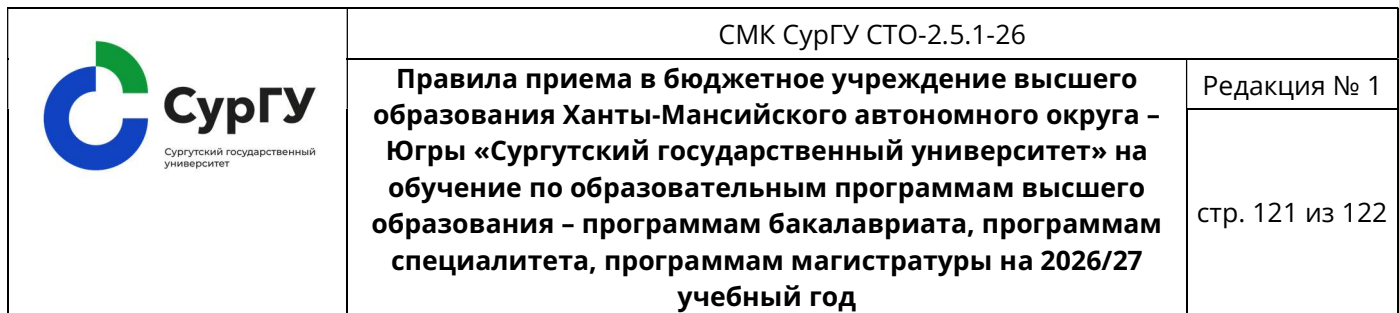 СурГУ
Сургутский государственный
университет
СМК СурГУ СТО-2.5.1-26
Правила приема в бюджетное учреждение высшего
образования Ханты-Мансийского автономного округа –
Югры «Сургутский государственный университет» на
обучение по образовательным программам высшего
образования – программам бакалавриата, программам
специалитета, программам магистратуры на 2026/27
учебный год
Редакция № 1
стр. 121 из 122